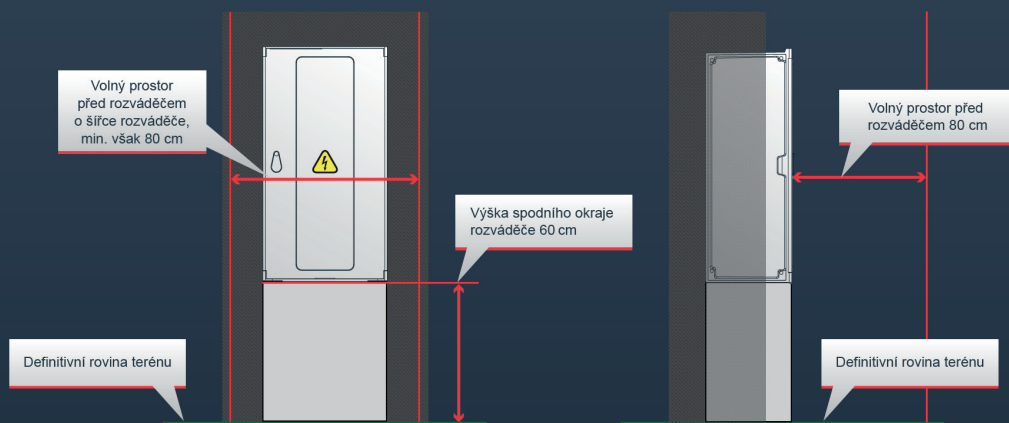 Volný prostor
před rozváděčem
o šířce rozváděče,
min. však 80 cm
Výška spodního okraje
rozváděče 60 cm
Definitivní rovina terénu
Volný prostor před
rozváděčem 80 cm
Definitivní rovina terénu